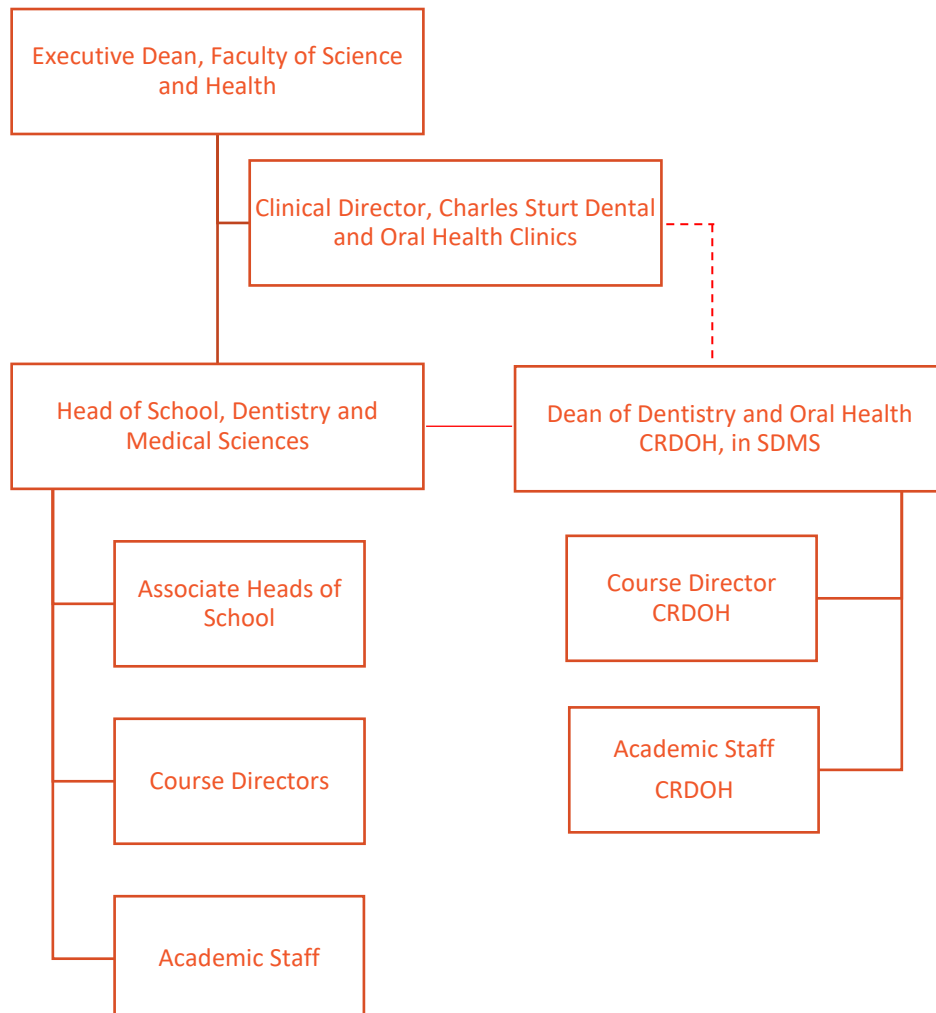 Executive Dean, Faculty of Science
and Health
Clinical Director, Charles Sturt Dental
and Oral Health Clinics
Head of School, Dentistry and
Medical Sciences
Dean of Dentistry and Oral Health
CRDOH, in SDMS
Associate Heads of
School
Course Director
CRDOH
Course Directors
Academic Staff
CRDOH
Academic Staff